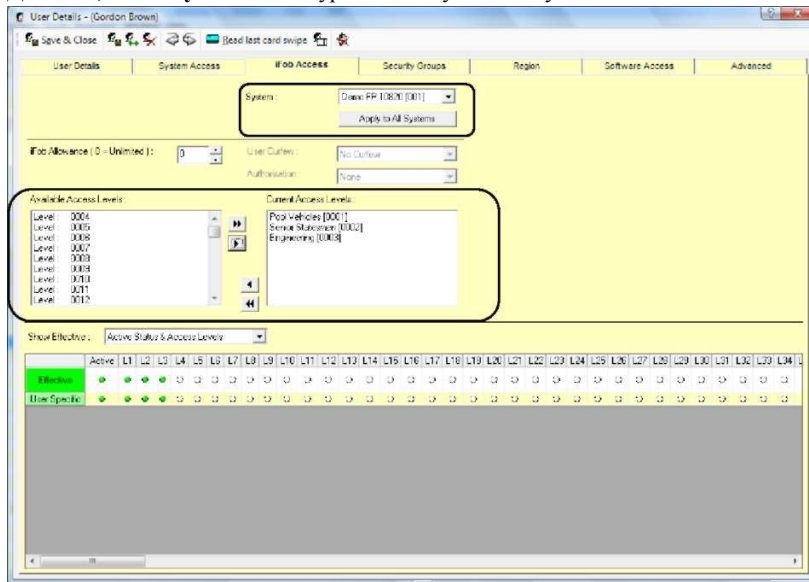 User Details - (Gordon Brown)
Save & Close Read last card swipe
User Details System Access iFob Access Security Groups Region Software Access Advanced
System : Demo FP 10820 [001]
Apply to All Systems
iFob Allowance ( 0 = Unlimited ) : 0 User Curfew : No Curfew
Authorisation : None
Available Access Levels : Current Access Levels :
Level : 0004 Pool Vehicles [0001]
Level : 0005 Senior Statesmen [0002]
Level : 0006 Engineering [0003]
Level : 0007
Level : 0008
Level : 0009
Level : 0010
Level : 0011
Level : 0012
Show Effective : Active Status & Access Levels
Active L1 L2 L3 L4 L5 L6 L7 L8 L9 L10 L11 L12 L13 L14 L15 L16 L17 L18 L19 L20 L21 L22 L23 L24 L25 L26 L27 L28 L29 L30 L31 L32 L33 L34
Effective
User Specific